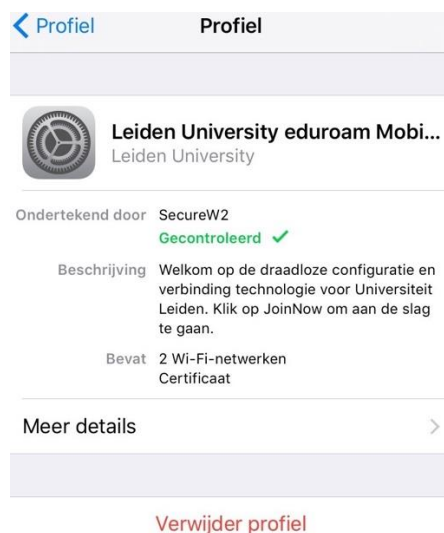 Profiel
Profiel
Leiden University eduroam Mobi...
Leiden University
Ondertekend door SecureW2
Gecontroleerd ✓
Beschrijving Welkom op de draadloze configuratie en
verbinding technologie voor Universiteit
Leiden. Klik op JoinNow om aan de slag
te gaan.
Bevat 2 Wi-Fi-netwerken
Certificaat
Meer details
Verwijder profiel